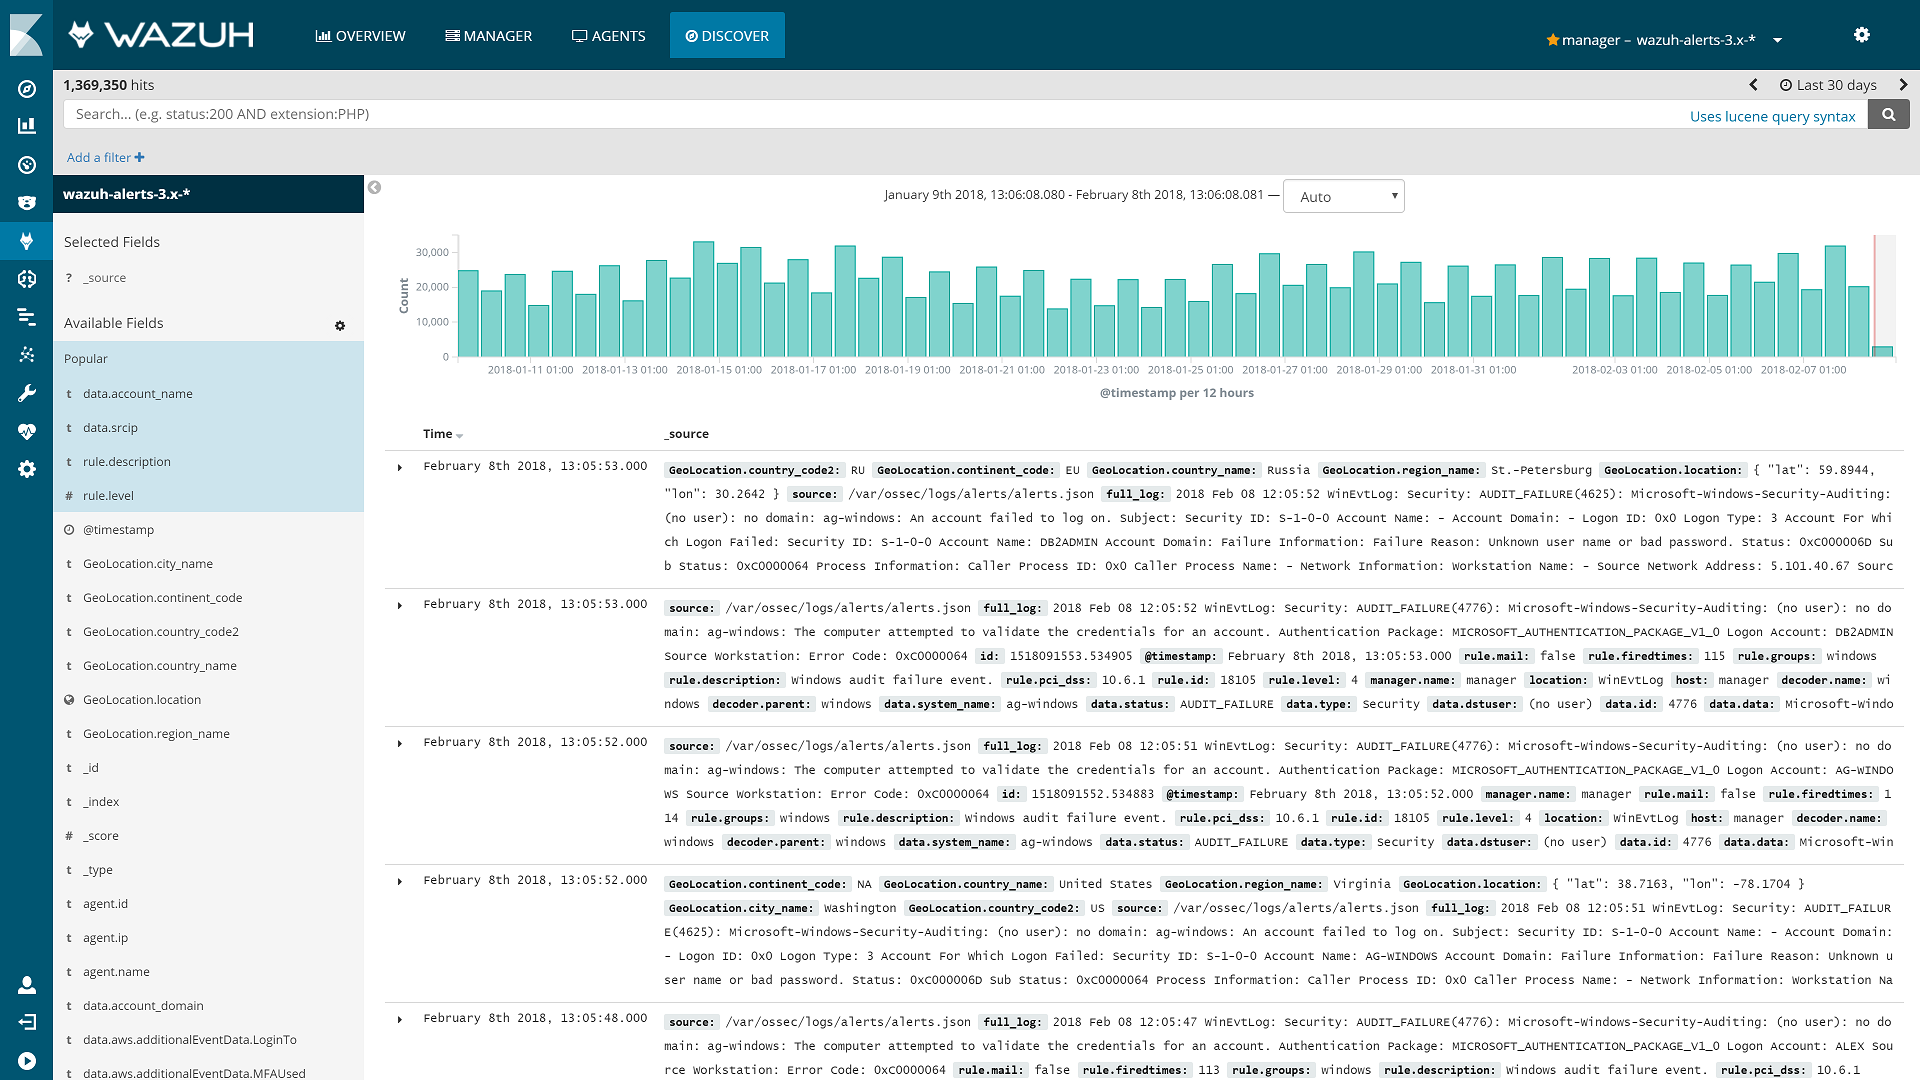 WAZUH
OVERVIEW MANAGER AGENTS DISCOVER
manager – wazuh-alerts-3.x-*
1,369,350 hits
Last 30 days
Search... (e.g. status:200 AND extension:PHP)
Uses lucene query syntax
Add a filter
wazuh-alerts-3.x-*
Selected Fields
? _source
Available Fields
Popular
t data.account_name
t data.srcip
t rule.description
# rule.level
@timestamp
t GeoLocation.city_name
t GeoLocation.continent_code
t GeoLocation.country_code2
t GeoLocation.country_name
GeoLocation.location
t GeoLocation.region_name
t _id
t _index
# _score
t _type
t agent.id
t agent.ip
t agent.name
t data.account_domain
t data.aws.additionalEventData.LoginTo
t data.aws.additionalEventData.MFAUsed
January 9th 2018, 13:06:08.080 - February 8th 2018, 13:06:08.081 — Auto
Count
30,000
20,000
10,000
0
2018-01-11 01:00 2018-01-13 01:00 2018-01-15 01:00 2018-01-17 01:00 2018-01-19 01:00 2018-01-21 01:00 2018-01-23 01:00 2018-01-25 01:00 2018-01-27 01:00 2018-01-29 01:00 2018-01-31 01:00 2018-02-03 01:00 2018-02-05 01:00 2018-02-07 01:00
@timestamp per 12 hours
Time _source
February 8th 2018, 13:05:53.000
GeoLocation.country_code2: RU GeoLocation.continent_code: EU GeoLocation.country_name: Russia GeoLocation.region_name: St.-Petersburg GeoLocation.location: { "lat": 59.8944,
"lon": 30.2642 } source: /var/ossec/logs/alerts/alerts.json full_log: 2018 Feb 08 12:05:52 WinEvtLog: Security: AUDIT_FAILURE(4625): Microsoft-Windows-Security-Auditing:
(no user): no domain: ag-windows: An account failed to log on. Subject: Security ID: S-1-0-0 Account Name: - Account Domain: - Logon ID: 0x0 Logon Type: 3 Account For Whi
ch Logon Failed: Security ID: S-1-0-0 Account Name: DB2ADMIN Account Domain: Failure Information: Failure Reason: Unknown user name or bad password. Status: 0xC000006D Su
b Status: 0xC0000064 Process Information: Caller Process ID: 0x0 Caller Process Name: - Network Information: Workstation Name: - Source Network Address: 5.101.40.67 Sourc
February 8th 2018, 13:05:53.000
source: /var/ossec/logs/alerts/alerts.json full_log: 2018 Feb 08 12:05:52 WinEvtLog: Security: AUDIT_FAILURE(4776): Microsoft-Windows-Security-Auditing: (no user): no do
main: ag-windows: The computer attempted to validate the credentials for an account. Authentication Package: MICROSOFT_AUTHENTICATION_PACKAGE_V1_0 Logon Account: DB2ADMIN
Source Workstation: Error Code: 0xC0000064 id: 1518091553.534905 @timestamp: February 8th 2018, 13:05:53.000 rule.mail: false rule.firedtimes: 115 rule.groups: windows
rule.description: Windows audit failure event. rule.pci_dss: 10.6.1 rule.id: 18105 rule.level: 4 manager.name: manager location: WinEvtLog host: manager decoder.name: wi
ndows decoder.parent: windows data.system_name: ag-windows data.status: AUDIT_FAILURE data.type: Security data.dstuser: (no user) data.id: 4776 data.data: Microsoft-Windo
February 8th 2018, 13:05:52.000
source: /var/ossec/logs/alerts/alerts.json full_log: 2018 Feb 08 12:05:51 WinEvtLog: Security: AUDIT_FAILURE(4776): Microsoft-Windows-Security-Auditing: (no user): no do
main: ag-windows: The computer attempted to validate the credentials for an account. Authentication Package: MICROSOFT_AUTHENTICATION_PACKAGE_V1_0 Logon Account: AG-WINDO
WS Source Workstation: Error Code: 0xC0000064 id: 1518091552.534883 @timestamp: February 8th 2018, 13:05:52.000 manager.name: manager rule.mail: false rule.firedtimes: 1
14 rule.groups: windows rule.description: Windows audit failure event. rule.pci_dss: 10.6.1 rule.id: 18105 rule.level: 4 location: WinEvtLog host: manager decoder.name:
windows decoder.parent: windows data.system_name: ag-windows data.status: AUDIT_FAILURE data.type: Security data.dstuser: (no user) data.id: 4776 data.data: Microsoft-Win
February 8th 2018, 13:05:52.000
GeoLocation.continent_code: NA GeoLocation.country_name: United States GeoLocation.region_name: Virginia GeoLocation.location: { "lat": 38.7163, "lon": -78.1704 }
GeoLocation.city_name: Washington GeoLocation.country_code2: US source: /var/ossec/logs/alerts/alerts.json full_log: 2018 Feb 08 12:05:51 WinEvtLog: Security: AUDIT_FAILUR
E(4625): Microsoft-Windows-Security-Auditing: (no user): no domain: ag-windows: An account failed to log on. Subject: Security ID: S-1-0-0 Account Name: - Account Domain:
- Logon ID: 0x0 Logon Type: 3 Account For Which Logon Failed: Security ID: S-1-0-0 Account Name: AG-WINDOWS Account Domain: Failure Information: Failure Reason: Unknown u
ser name or bad password. Status: 0xC000006D Sub Status: 0xC0000064 Process Information: Caller Process ID: 0x0 Caller Process Name: - Network Information: Workstation Na
February 8th 2018, 13:05:48.000
source: /var/ossec/logs/alerts/alerts.json full_log: 2018 Feb 08 12:05:47 WinEvtLog: Security: AUDIT_FAILURE(4776): Microsoft-Windows-Security-Auditing: (no user): no do
main: ag-windows: The computer attempted to validate the credentials for an account. Authentication Package: MICROSOFT_AUTHENTICATION_PACKAGE_V1_0 Logon Account: ALEX Sou
rce Workstation: Error Code: 0xC0000064 rule.mail: false rule.firedtimes: 113 rule.groups: windows rule.description: Windows audit failure event. rule.pci_dss: 10.6.1